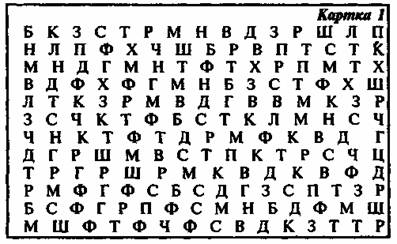 Картка 1
Б К З С Т Р М Н В Д З Р Ш Л П
Н Л П Ф Х Ч Ш Б Р В П Т С Т К
М Н Д Г М Н Т Ф Т Х Р П М Т Х
В Д Ф Х Ф Г М Н Б З С Т Ф Х Ш
Л Т К З Р М В Д Г В В М К З Р
З С Ч К Т Ф Б С Т К Л М Н С Ч
Ч Н К Т Ф Т Д Р М Ф К В Д Г
Д Г Р Ш М В С Т П К Т Р С Ч Ц
Т Р Г Р Ш Р М К В Д К В Ф Д
Р М Ф Г Ф С Б С Д Г З С П Т З Р
Б С Ф Г Р П Ф С М Н Б Д Ф М Щ
М Ш Ф Т Ф Ч Ф С В Д К З Т Т Р